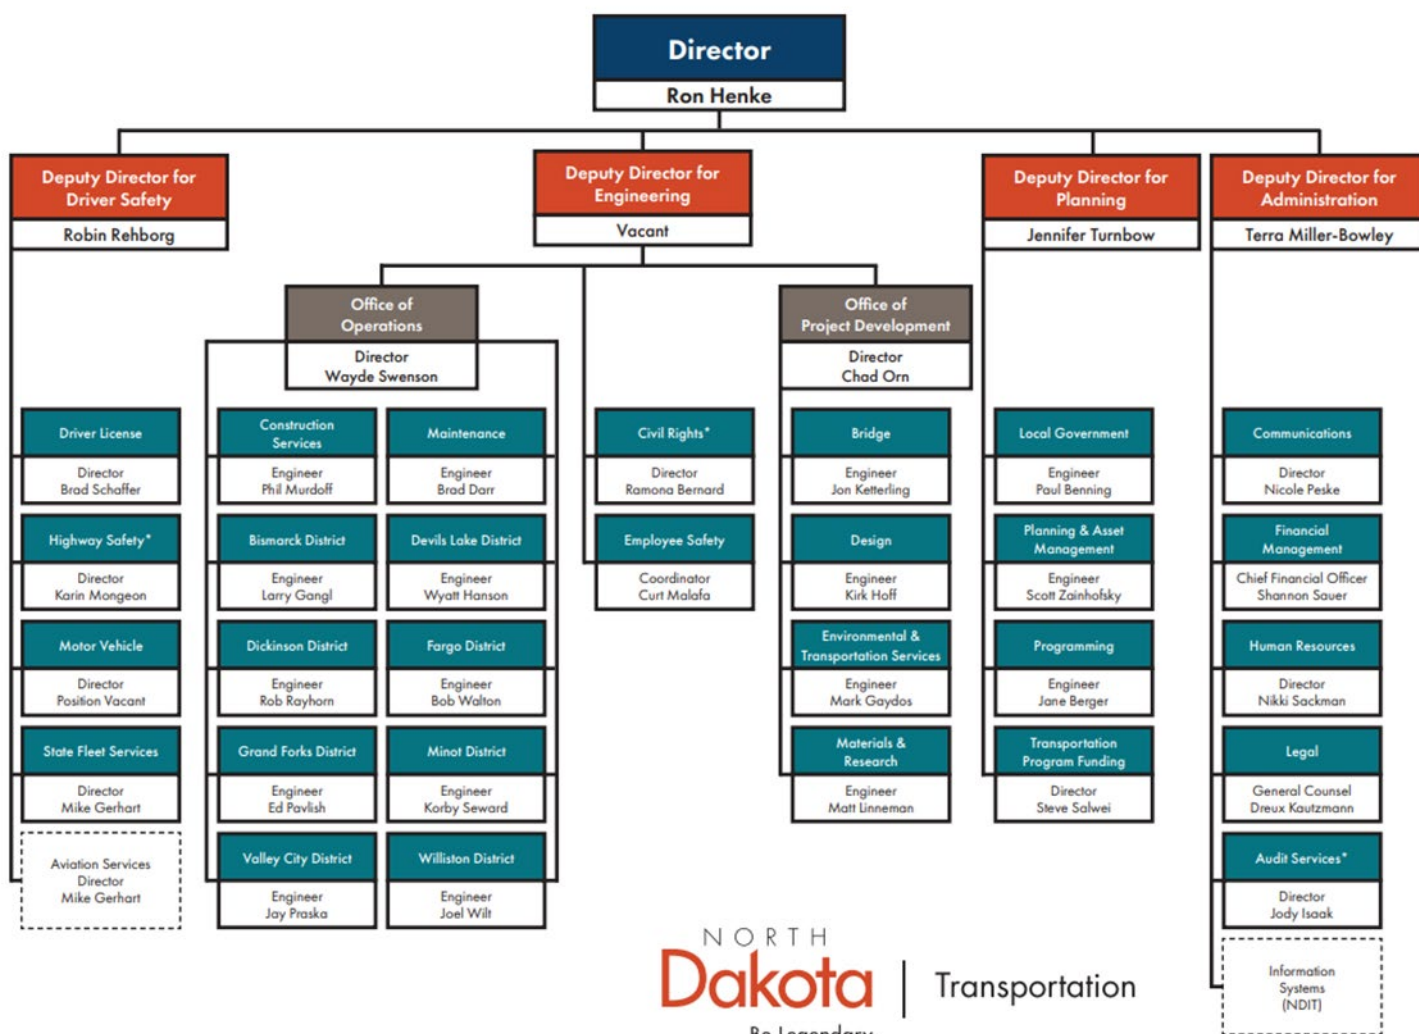 Director
Ron Henke
Deputy Director for
Driver Safety
Robin Rehborg
Deputy Director for
Engineering
Vacant
Deputy Director for
Planning
Jennifer Turnbow
Deputy Director for
Administration
Terra Miller-Bowley
Office of
Operations
Director
Wayde Swenson
Office of
Project Development
Director
Chad Orn
Driver License
Director
Brad Schaffer
Highway Safety*
Director
Karin Mongeon
Motor Vehicle
Director
Position Vacant
State Fleet Services
Director
Mike Gerhart
Aviation Services
Director
Mike Gerhart
Construction
Services
Engineer
Phil Murdoff
Bismarck District
Engineer
Larry Gangl
Dickinson District
Engineer
Rob Rayhorn
Grand Forks District
Engineer
Ed Pavlish
Valley City District
Engineer
Jay Praska
Maintenance
Engineer
Brad Darr
Devils Lake District
Engineer
Wyatt Hanson
Fargo District
Engineer
Bob Walton
Minot District
Engineer
Korby Seward
Williston District
Engineer
Joel Wilt
Civil Rights*
Director
Ramona Bernard
Employee Safety
Coordinator
Curt Malafa
Bridge
Engineer
Jon Ketterling
Design
Engineer
Kirk Hoff
Environmental &
Transportation Services
Engineer
Mark Gaydos
Materials &
Research
Engineer
Matt Linneman
Local Government
Engineer
Paul Benning
Planning & Asset
Management
Engineer
Scott Zainhofsky
Programming
Engineer
Jane Berger
Transportation
Program Funding
Director
Steve Salwei
Communications
Director
Nicole Peske
Financial
Management
Chief Financial Officer
Shannon Sauer
Human Resources
Director
Nikki Sackman
Legal
General Counsel
Dreux Kautzmann
Audit Services*
Director
Jody Isaak
Information
Systems
(NDIT)
NORTH
Dakota
Be Legendary
Transportation